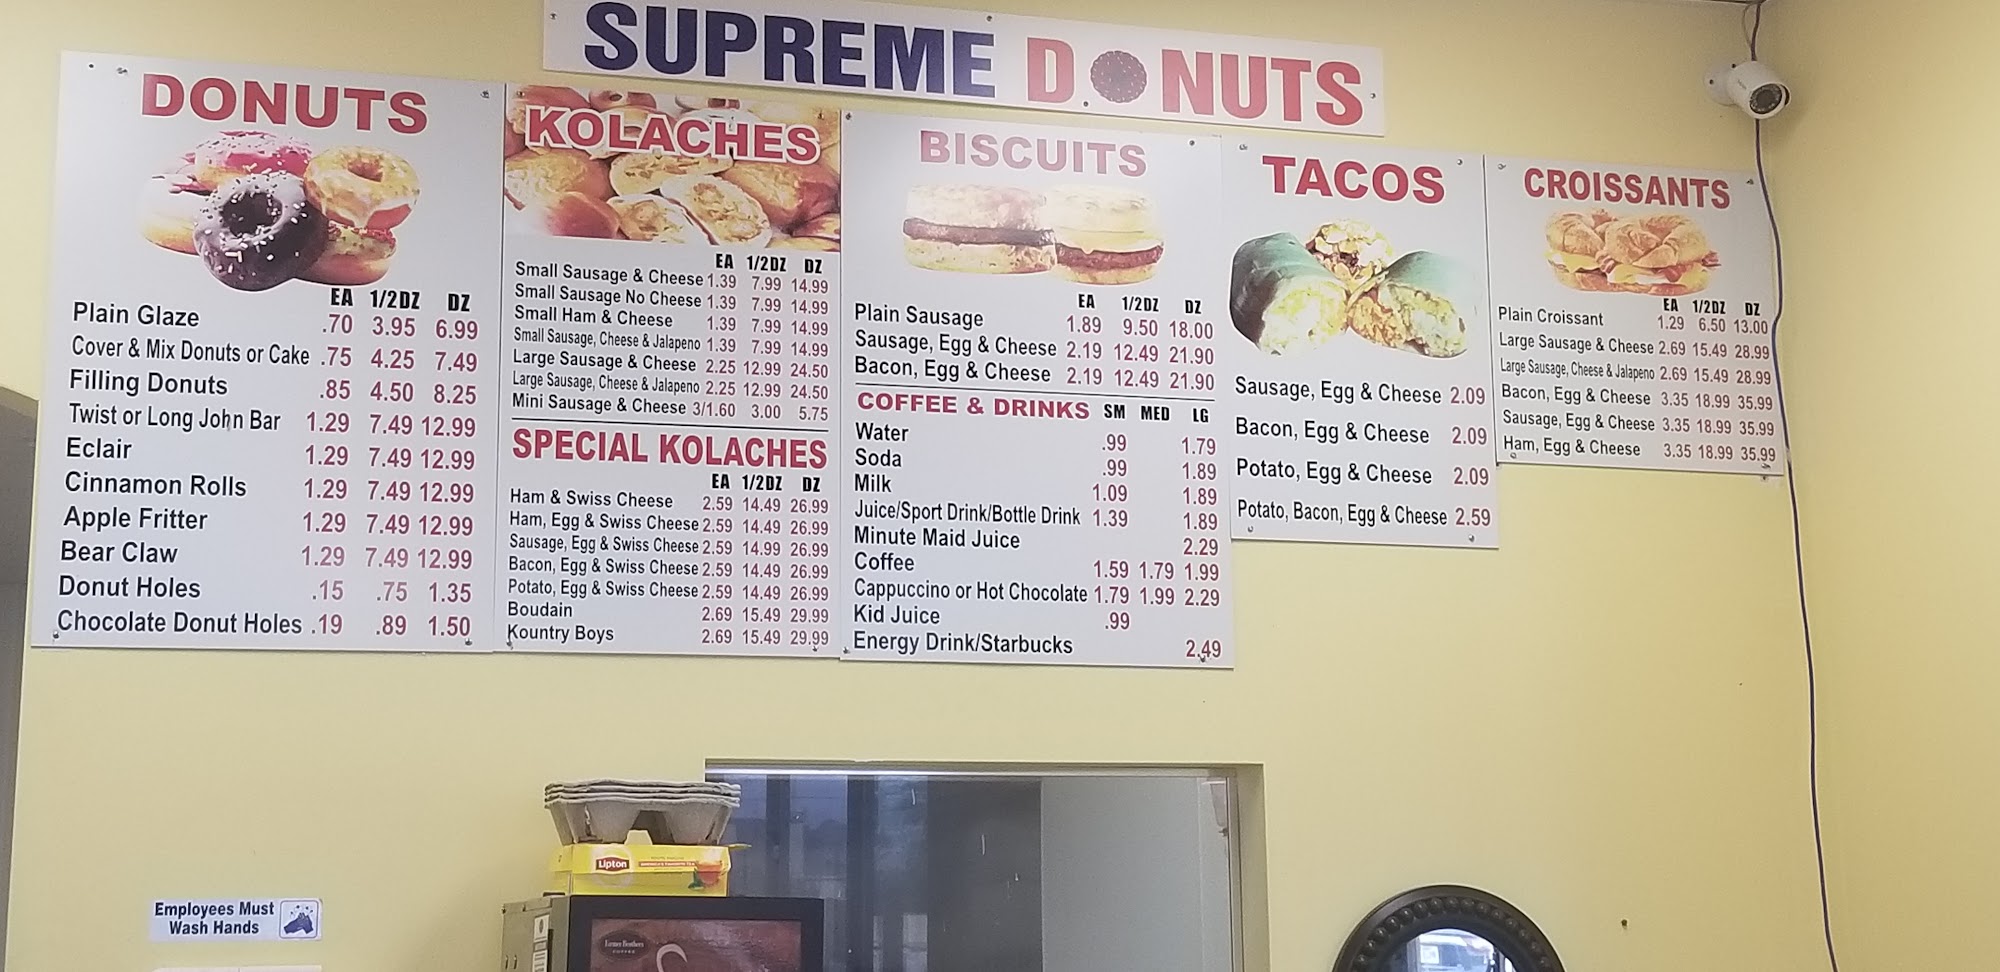 SUPREME D.NUTS
DONUTS
EA 1/2DZ DZ
Plain Glaze .70 3.95 6.99
Cover & Mix Donuts or Cake .75 4.25 7.49
Filling Donuts .85 4.50 8.25
Twist or Long John Bar 1.29 7.49 12.99
Eclair 1.29 7.49 12.99
Cinnamon Rolls 1.29 7.49 12.99
Apple Fritter 1.29 7.49 12.99
Bear Claw 1.29 7.49 12.99
Donut Holes .15 .75 1.35
Chocolate Donut Holes .19 .89 1.50
KOLACHES
EA 1/2DZ DZ
Small Sausage & Cheese 1.39 7.99 14.99
Small Sausage No Cheese 1.39 7.99 14.99
Small Ham & Cheese 1.39 7.99 14.99
Small Sausage, Cheese & Jalapeno 1.39 7.99 14.99
Large Sausage & Cheese 2.25 12.99 24.50
Large Sausage, Cheese & Jalapeno 2.25 12.99 24.50
Mini Sausage & Cheese 3/1.60 3.00 5.75
SPECIAL KOLACHES
EA 1/2DZ DZ
Ham & Swiss Cheese 2.59 14.49 26.99
Ham, Egg & Swiss Cheese 2.59 14.49 26.99
Sausage, Egg & Swiss Cheese 2.59 14.99 26.99
Bacon, Egg & Swiss Cheese 2.59 14.49 26.99
Potato, Egg & Swiss Cheese 2.59 14.49 26.99
Boudain 2.69 15.49 29.99
Kountry Boys 2.69 15.49 29.99
BISCUITS
EA 1/2DZ DZ
Plain Sausage 1.89 9.50 18.00
Sausage, Egg & Cheese 2.19 12.49 21.90
Bacon, Egg & Cheese 2.19 12.49 21.90
COFFEE & DRINKS SM MED LG
Water .99 1.79
Soda .99 1.89
Milk 1.09 1.89
Juice/Sport Drink/Bottle Drink 1.39 1.89
Minute Maid Juice 2.29
Coffee 1.59 1.79 1.99
Cappuccino or Hot Chocolate 1.79 1.99 2.29
Kid Juice .99
Energy Drink/Starbucks 2.49
TACOS
Sausage, Egg & Cheese 2.09
Bacon, Egg & Cheese 2.09
Potato, Egg & Cheese 2.09
Potato, Bacon, Egg & Cheese 2.59
CROISSANTS
EA 1/2DZ DZ
Plain Croissant 1.29 6.50 13.00
Large Sausage & Cheese 2.69 15.49 28.99
Large Sausage, Cheese & Jalapeno 2.69 15.49 28.99
Bacon, Egg & Cheese 3.35 18.99 35.99
Sausage, Egg & Cheese 3.35 18.99 35.99
Ham, Egg & Cheese 3.35 18.99 35.99
Lipton
Employees Must
Wash Hands
Farmer Brothers
COFFEE